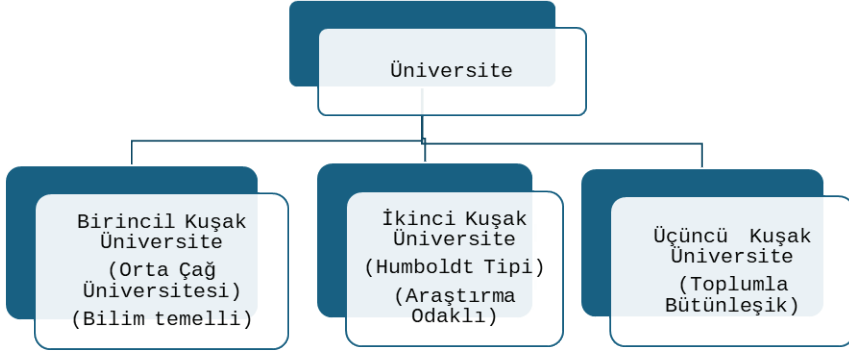 Üniversite
Birincil Kuşak
Üniversite
(Orta Çağ
Üniversitesi)
(Bilim temelli)
İkinci Kuşak
Üniversite
(Humboldt Tipi)
(Araştırma
Odaklı)
Üçüncü Kuşak
Üniversite
(Toplumla
Bütünleşik)